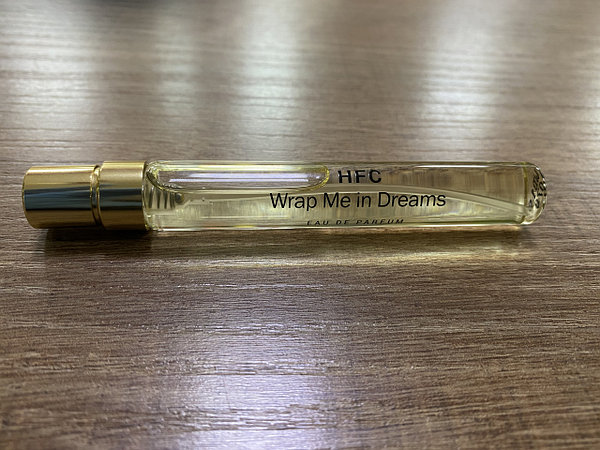 HFC
Wrap Me in Dreams
EAU DE PARFUM